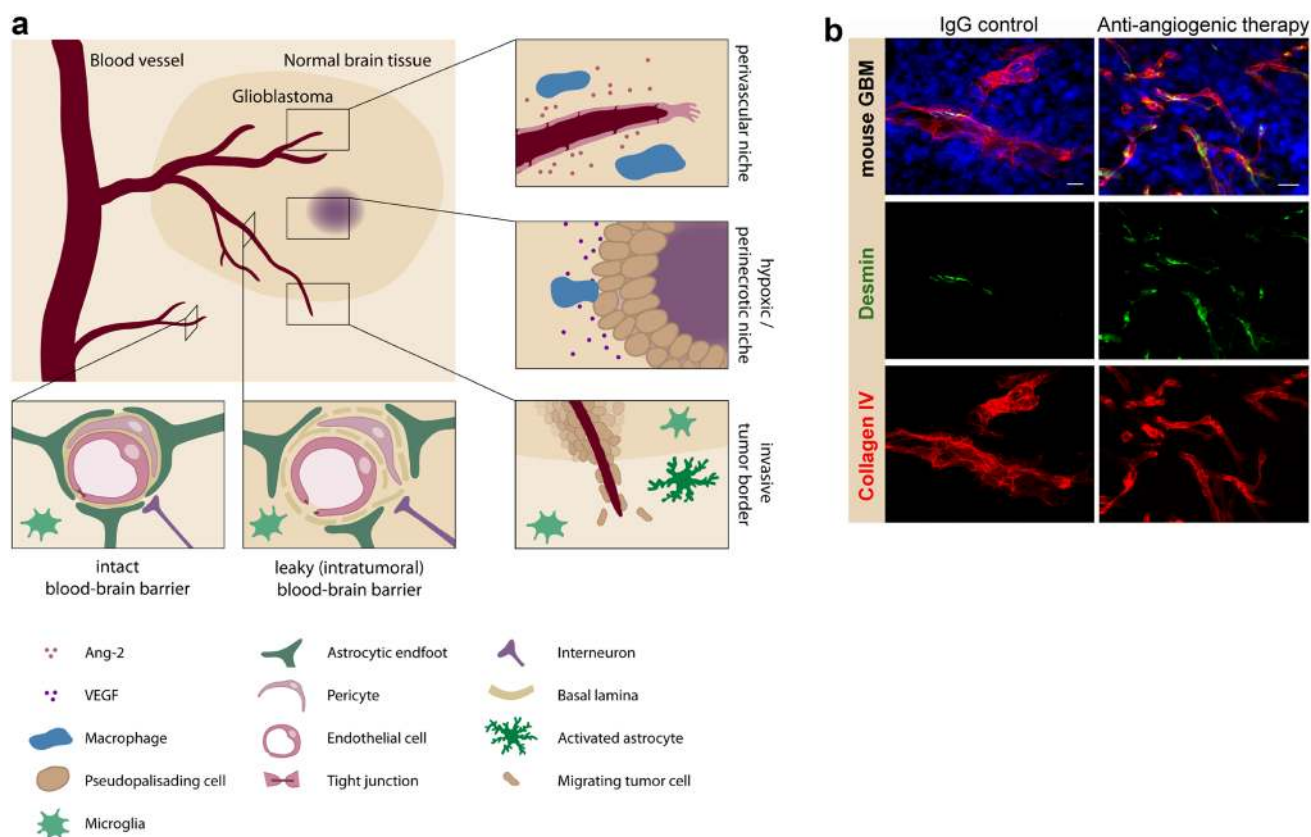 a
Blood vessel
Normal brain tissue
Glioblastoma
perivascular
niche
hypoxic /
perinecrotic niche
invasive
tumor border
intact
blood-brain barrier
leaky (intratumoral)
blood-brain barrier
Ang-2
Astrocytic endfoot
Interneuron
VEGF
Pericyte
Basal lamina
Macrophage
Endothelial cell
Activated astrocyte
Pseudopalisading cell
Tight junction
Migrating tumor cell
Microglia
b
IgG control
Anti-angiogenic therapy
mouse GBM
Desmin
Collagen IV